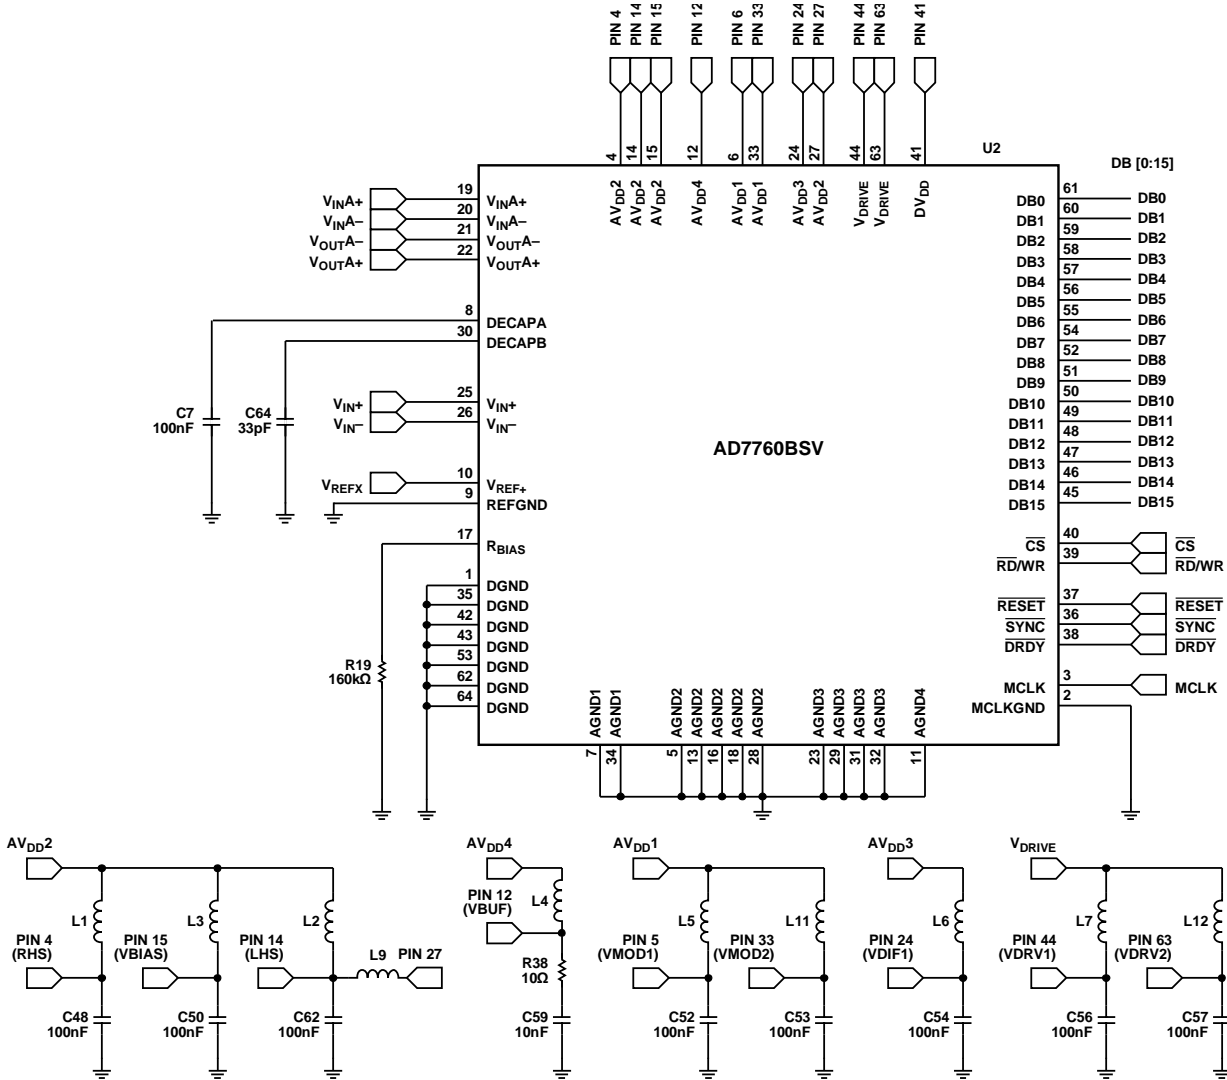 PIN 4
PIN 14
PIN 15
PIN 12
PIN 6
PIN 33
PIN 24
PIN 27
PIN 44
PIN 63
PIN 41
4
14
15
12
6
33
24
27
44
63
41
U2
DB [0:15]
AVDD2
AVDD2
AVDD2
AVDD4
AVDD1
AVDD1
AVDD3
AVDD2
VDRIVE
VDRIVE
DVDD
VINA+ 19 VINA+
VINA– 20 VINA–
VOUTA– 21 VOUTA–
VOUTA+ 22 VOUTA+
8 DECAPA
30 DECAPB
C7
100nF
C64
33pF
VIN+ 25 VIN+
VIN– 26 VIN–
VREFX 10 VREF+
9 REFGND
17 RBIAS
R19
160kΩ
1 DGND
35 DGND
42 DGND
43 DGND
53 DGND
62 DGND
64 DGND
AD7760BSV
DB0 61 DB0
DB1 60 DB1
DB2 59 DB2
DB3 58 DB3
DB4 57 DB4
DB5 56 DB5
DB6 55 DB6
DB7 54 DB7
DB8 52 DB8
DB9 51 DB9
DB10 50 DB10
DB11 49 DB11
DB12 48 DB12
DB13 47 DB13
DB14 46 DB14
DB15 45 DB15
CS 40 CS
RD/WR 39 RD/WR
RESET 37 RESET
SYNC 36 SYNC
DRDY 38 DRDY
MCLK 3 MCLK
MCLKGND 2
AGND1
AGND1
AGND2
AGND2
AGND2
AGND2
AGND2
AGND3
AGND3
AGND3
AGND3
AGND4
7
34
5
13
16
18
28
23
29
31
32
11
AVDD2
L1
L3
L2
PIN 4
(RHS)
PIN 15
(VBIAS)
PIN 14
(LHS)
L9
PIN 27
C48
100nF
C50
100nF
C62
100nF
AVDD4
L4
PIN 12
(VBUF)
R38
10Ω
C59
10nF
AVDD1
L5
L11
PIN 5
(VMOD1)
PIN 33
(VMOD2)
C52
100nF
C53
100nF
AVDD3
L6
PIN 24
(VDIF1)
C54
100nF
VDRIVE
L7
L12
PIN 44
(VDRV1)
PIN 63
(VDRV2)
C56
100nF
C57
100nF